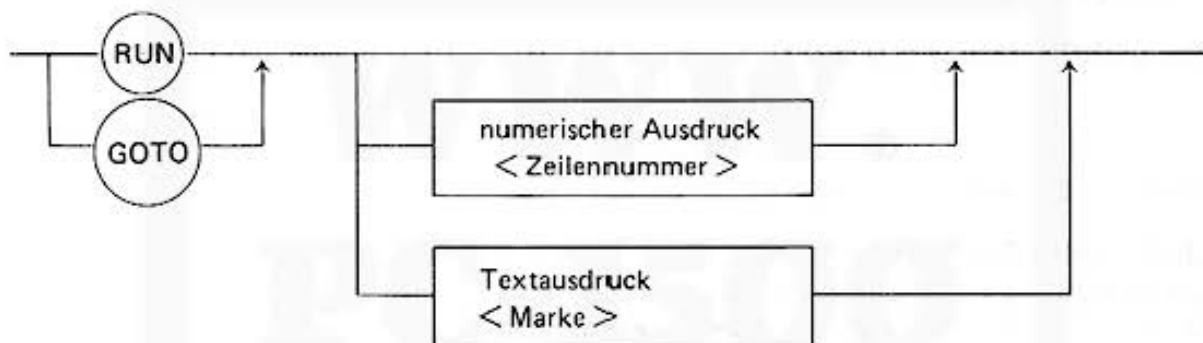 RUN
GOTO
numerischer Ausdruck
< Zeilennummer >
Textausdruck
< Marke >